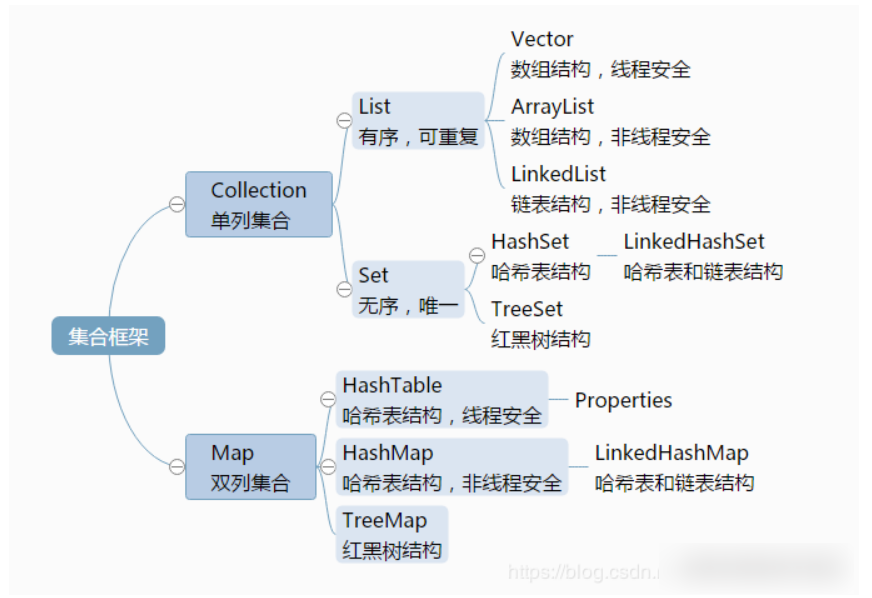 集合框架
Collection
单列集合
List
有序，可重复
Vector
数组结构，线程安全
ArrayList
数组结构，非线程安全
LinkedList
链表结构，非线程安全
Set
无序，唯一
HashSet
哈希表结构
LinkedHashSet
哈希表和链表结构
TreeSet
红黑树结构
Map
双列集合
HashTable
哈希表结构，线程安全
Properties
HashMap
哈希表结构，非线程安全
LinkedHashMap
哈希表和链表结构
TreeMap
红黑树结构
https://blog.csdn.